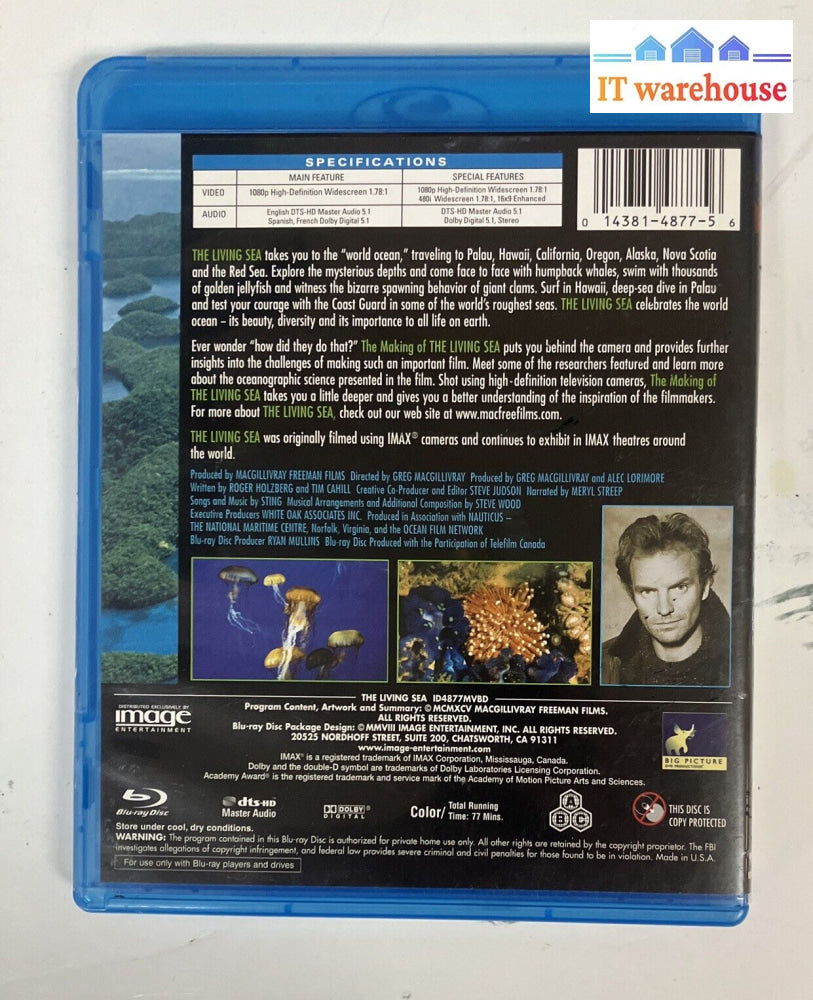 IT warehouse
SPECIFICATIONS
MAIN FEATURE SPECIAL FEATURES
VIDEO 1080p High-Definition Widescreen 1.78:1 1080p High-Definition Widescreen 1.78:1
480i Widescreen 1.78:1, 16x9 Enhanced
AUDIO English DTS-HD Master Audio 5.1 DTS-HD Master Audio 5.1
Spanish, French Dolby Digital 5.1 Dolby Digital 5.1, Stereo
0 14381-4877-5 6
THE LIVING SEA takes you to the "world ocean," traveling to Palau, Hawaii, California, Oregon, Alaska, Nova Scotia
and the Red Sea. Explore the mysterious depths and come face to face with humpback whales, swim with thousands
of golden jellyfish and witness the bizarre spawning behavior of giant clams. Surf in Hawaii, deep-sea dive in Palau
and test your courage with the Coast Guard in some of the world's roughest seas. THE LIVING SEA celebrates the world
ocean – its beauty, diversity and its importance to all life on earth.
Ever wonder "how did they do that?" The Making of THE LIVING SEA puts you behind the camera and provides further
insights into the challenges of making such an important film. Meet some of the researchers featured and learn more
about the oceanographic science presented in the film. Shot using high-definition television cameras, The Making of
THE LIVING SEA takes you a little deeper and gives you a better understanding of the inspiration of the filmmakers.
For more about THE LIVING SEA, check out our web site at www.macfreefilms.com.
THE LIVING SEA was originally filmed using IMAX® cameras and continues to exhibit in IMAX theatres around
the world.
Produced by MACGILLIVRAY FREEMAN FILMS Directed by GREG MACGILLIVRAY Produced by GREG MACGILLIVRAY and ALEC LORIMORE
Written by ROGER HOLZBERG and TIM CAHILL Creative Co-Producer and Editor STEVE JUDSON Narrated by MERYL STREEP
Songs and Music by STING Musical Arrangements and Additional Composition by STEVE WOOD
Executive Producers WHITE OAK ASSOCIATES INC. Produced in Association with NAUTICUS –
THE NATIONAL MARITIME CENTRE, Norfolk, Virginia, and the OCEAN FILM NETWORK
Blu-ray Disc Producer RYAN MULLINS Blu-ray Disc Produced with the Participation of Telefilm Canada
THE LIVING SEA ID4877MVBD
Program Content, Artwork and Summary: © MCMXCV MACGILLIVRAY FREEMAN FILMS.
ALL RIGHTS RESERVED.
Blu-ray Disc Package Design: © MMVIII IMAGE ENTERTAINMENT, INC. ALL RIGHTS RESERVED.
20525 NORDHOFF STREET, SUITE 200, CHATSWORTH, CA 91311
www.image-entertainment.com
IMAX® is a registered trademark of IMAX Corporation, Mississauga, Canada.
Dolby and the double-D symbol are trademarks of Dolby Laboratories Licensing Corporation.
Academy Award® is the registered trademark and service mark of the Academy of Motion Picture Arts and Sciences.
DISTRIBUTED EXCLUSIVELY BY
image
ENTERTAINMENT
BIG PICTURE
Blu-ray Disc
dts-HD
Master Audio
DOLBY
DIGITAL
Color/ Total Running
Time: 77 Mins.
A B C
THIS DISC IS
COPY PROTECTED
Store under cool, dry conditions.
WARNING: The program contained in this Blu-ray Disc is authorized for private home use only. All other rights are retained by the copyright proprietor. The FBI
investigates allegations of copyright infringement, and federal law provides severe criminal and civil penalties for those found to be in violation. Made in U.S.A.
For use only with Blu-ray players and drives